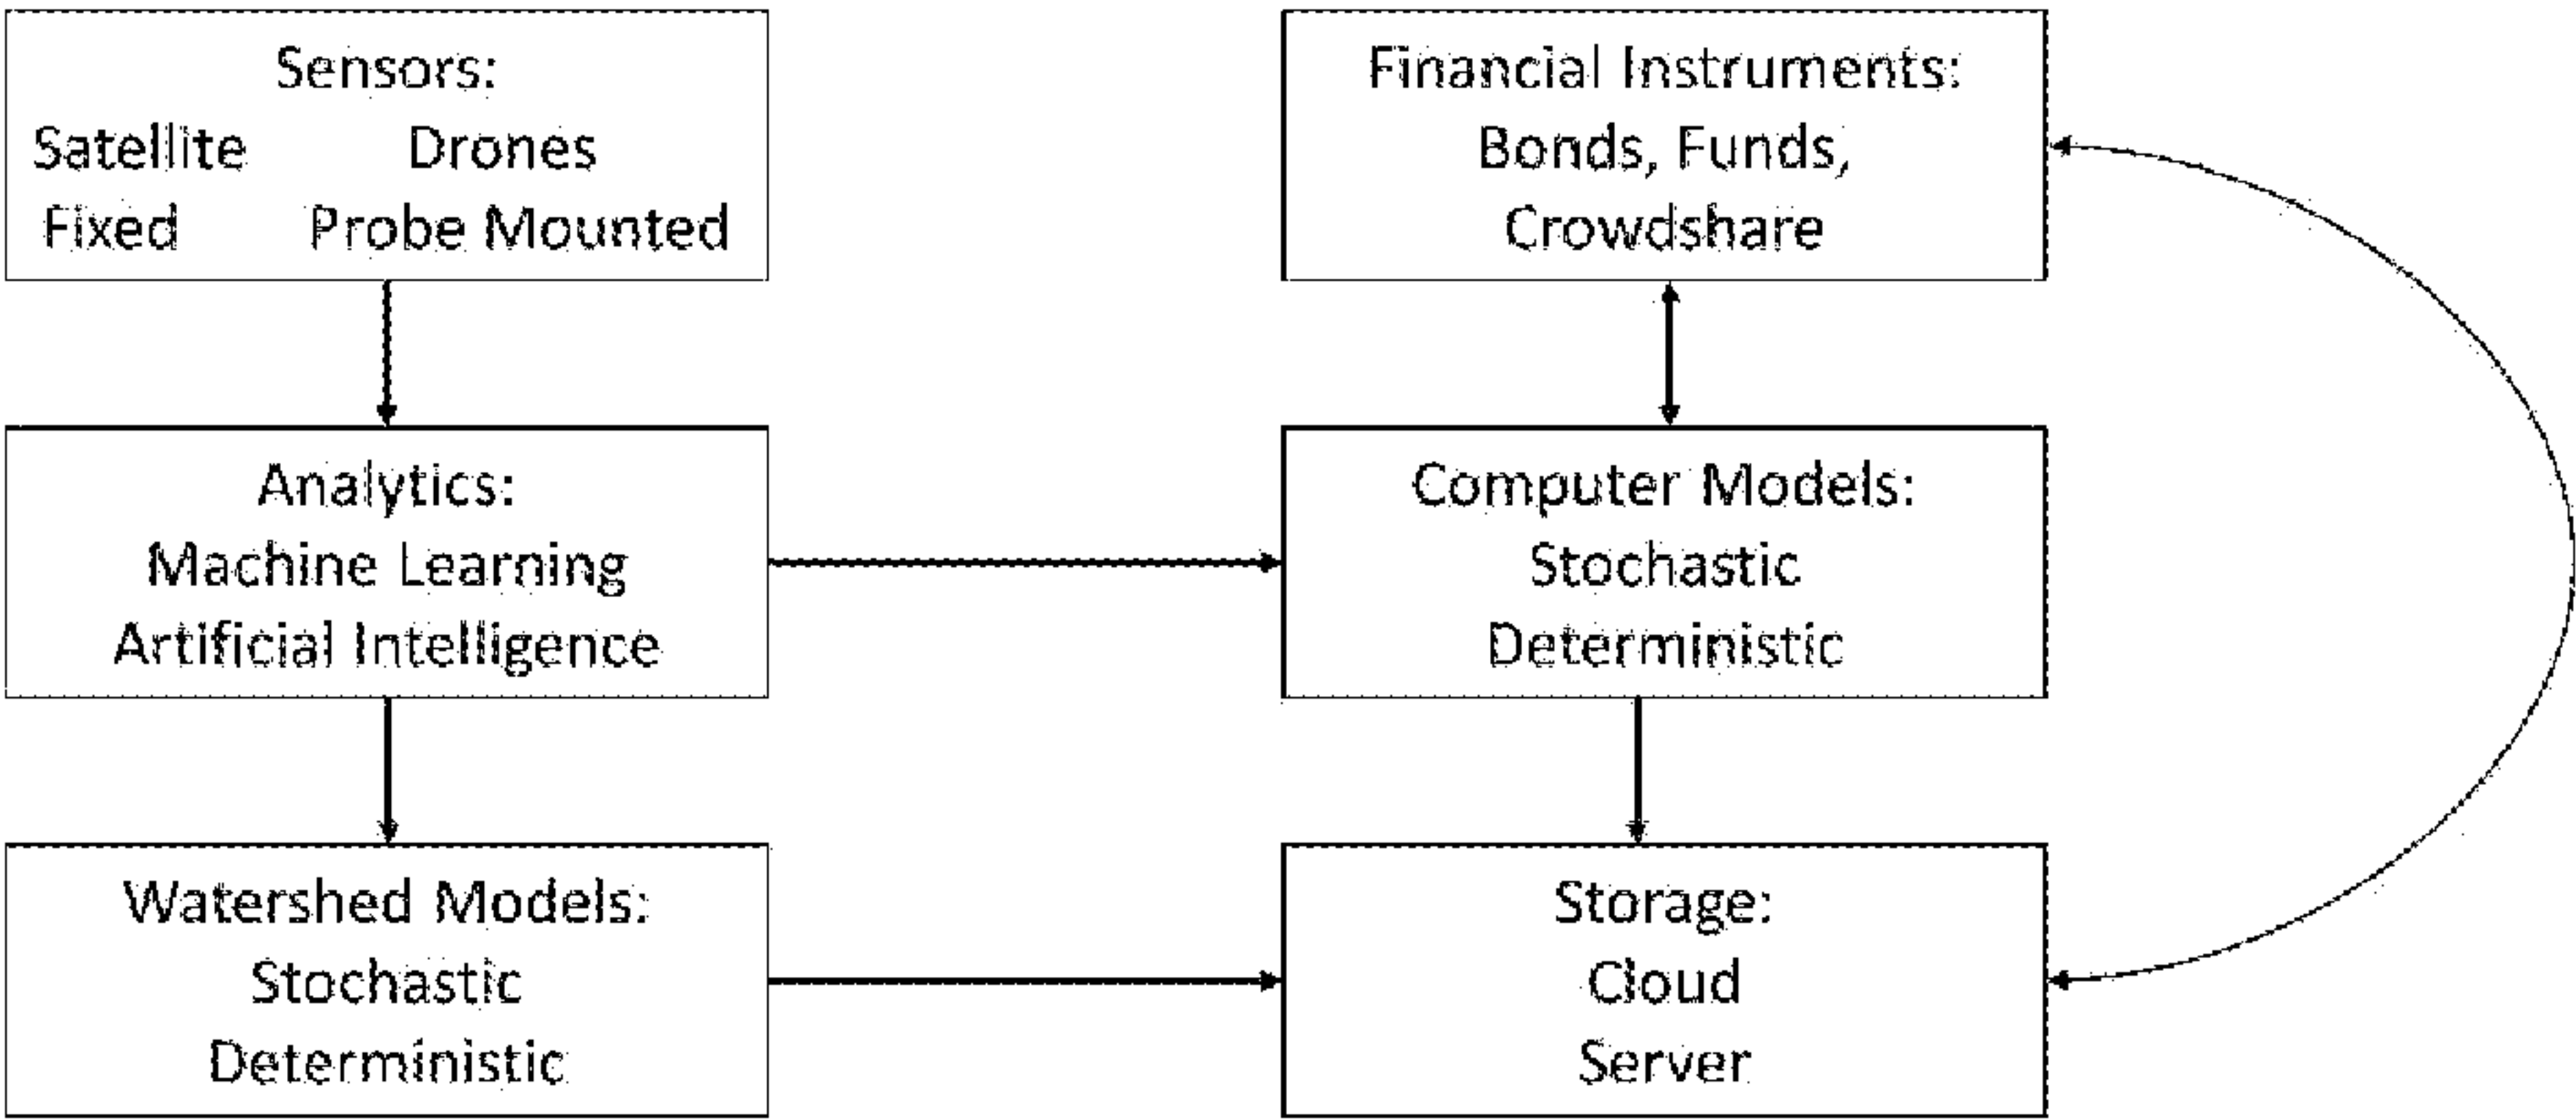 Sensors:
Satellite Drones
Fixed Probe Mounted
Financial Instruments:
Bonds, Funds,
Crowdshare
Analytics:
Machine Learning
Artificial Intelligence
Computer Models:
Stochastic
Deterministic
Watershed Models:
Stochastic
Deterministic
Storage:
Cloud
Server